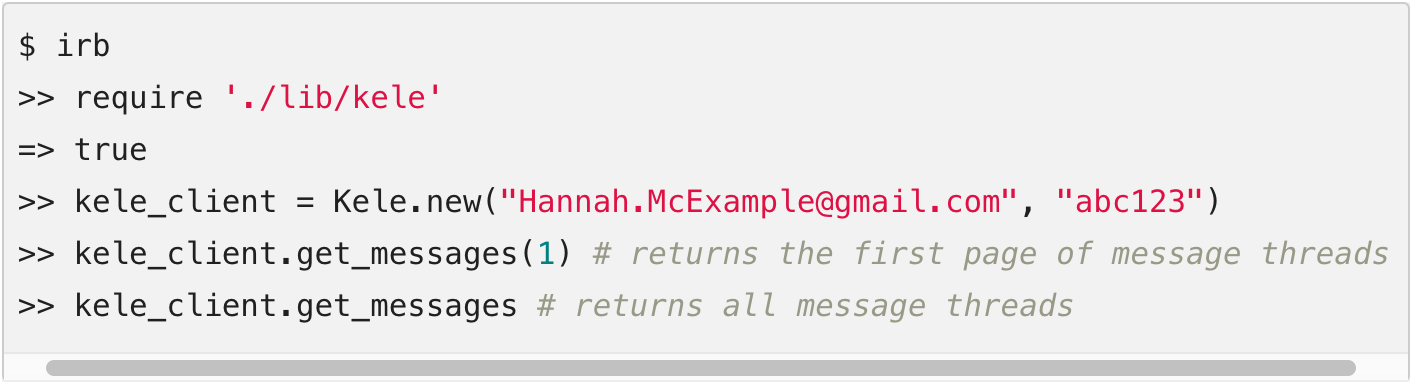 $ irb
>> require './lib/kele'
=> true
>> kele_client = Kele.new("Hannah.McExample@gmail.com", "abc123")
>> kele_client.get_messages(1) # returns the first page of message threads
>> kele_client.get_messages # returns all message threads